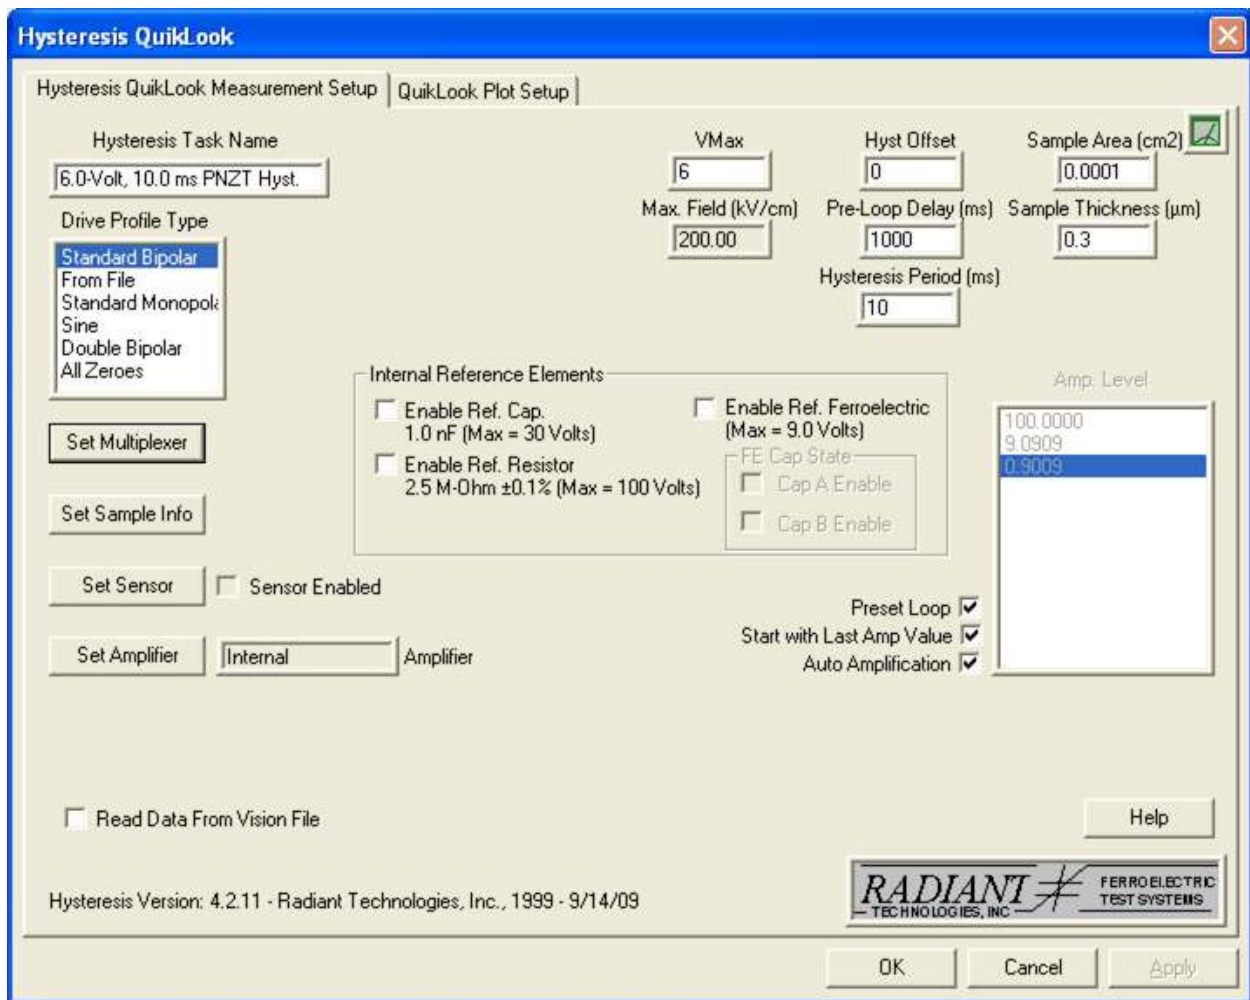 Hysteresis QuikLook
Hysteresis QuikLook Measurement Setup
QuikLook Plot Setup
Hysteresis Task Name
6.0-Volt, 10.0 ms PNZT Hyst.
VMax
6
Hyst Offset
0
Sample Area (cm2)
0.0001
Max. Field (kV/cm)
200.00
Pre-Loop Delay (ms)
1000
Sample Thickness (µm)
0.3
Hysteresis Period (ms)
10
Drive Profile Type
Standard Bipolar
From File
Standard Monopola
Sine
Double Bipolar
All Zeroes
Set Multiplexer
Set Sample Info
Set Sensor
Sensor Enabled
Set Amplifier
Internal
Amplifier
Internal Reference Elements
Enable Ref. Cap.
1.0 nF (Max = 30 Volts)
Enable Ref. Resistor
2.5 M-Ohm ±0.1% (Max = 100 Volts)
Enable Ref. Ferroelectric
(Max = 9.0 Volts)
FE Cap State
Cap A Enable
Cap B Enable
Amp. Level
100.0000
9.0909
0.9009
Preset Loop
Start with Last Amp Value
Auto Amplification
Read Data From Vision File
Help
Hysteresis Version: 4.2.11 - Radiant Technologies, Inc., 1999 - 9/14/09
RADIANT
TECHNOLOGIES, INC
FERROELECTRIC
TEST SYSTEMS
OK
Cancel
Apply